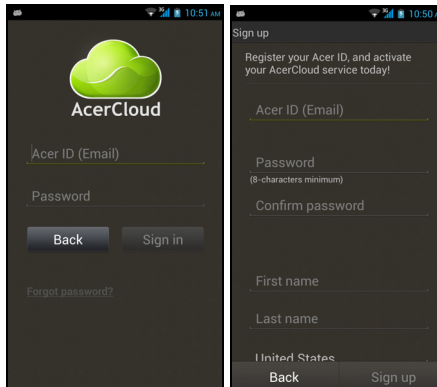 3G 10:51 AM
AcerCloud
Acer ID (Email)
Password
Back Sign in
Forgot password?
3G 10:50 A
Sign up
Register your Acer ID, and activate
your AcerCloud service today!
Acer ID (Email)
Password
(8-characters minimum)
Confirm password
First name
Last name
United States
Back Sign up